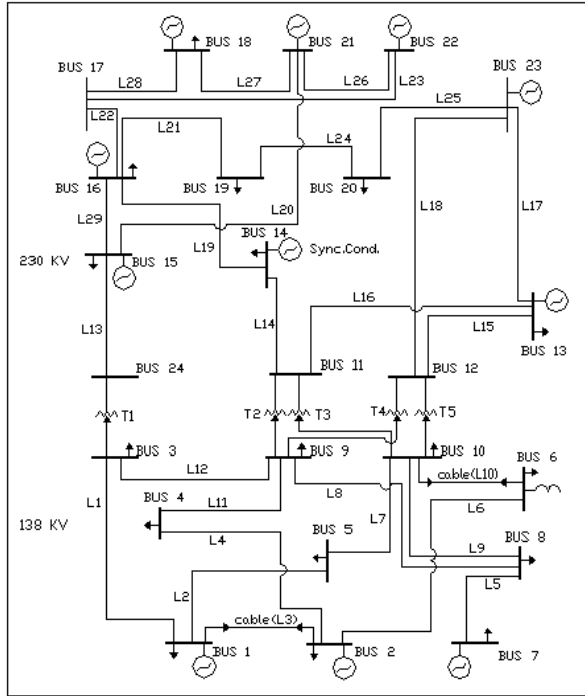 BUS 18
BUS 21
BUS 22
BUS 23
BUS 17
L28
L27
L26
L23
L25
L22
L21
L24
BUS 16
BUS 19
BUS 20
L20
L18
L17
L29
BUS 14
L19
Sync.Cond.
230 KV
BUS 15
L16
L13
L14
L15
BUS 13
BUS 24
BUS 11
BUS 12
T1
T2
T3
T4
T5
BUS 3
BUS 9
BUS 10
BUS 6
L12
cable(L10)
L1
BUS 4
L11
L8
L7
L6
138 KV
L4
BUS 5
BUS 8
L9
L2
L5
cable(L3)
BUS 1
BUS 2
BUS 7